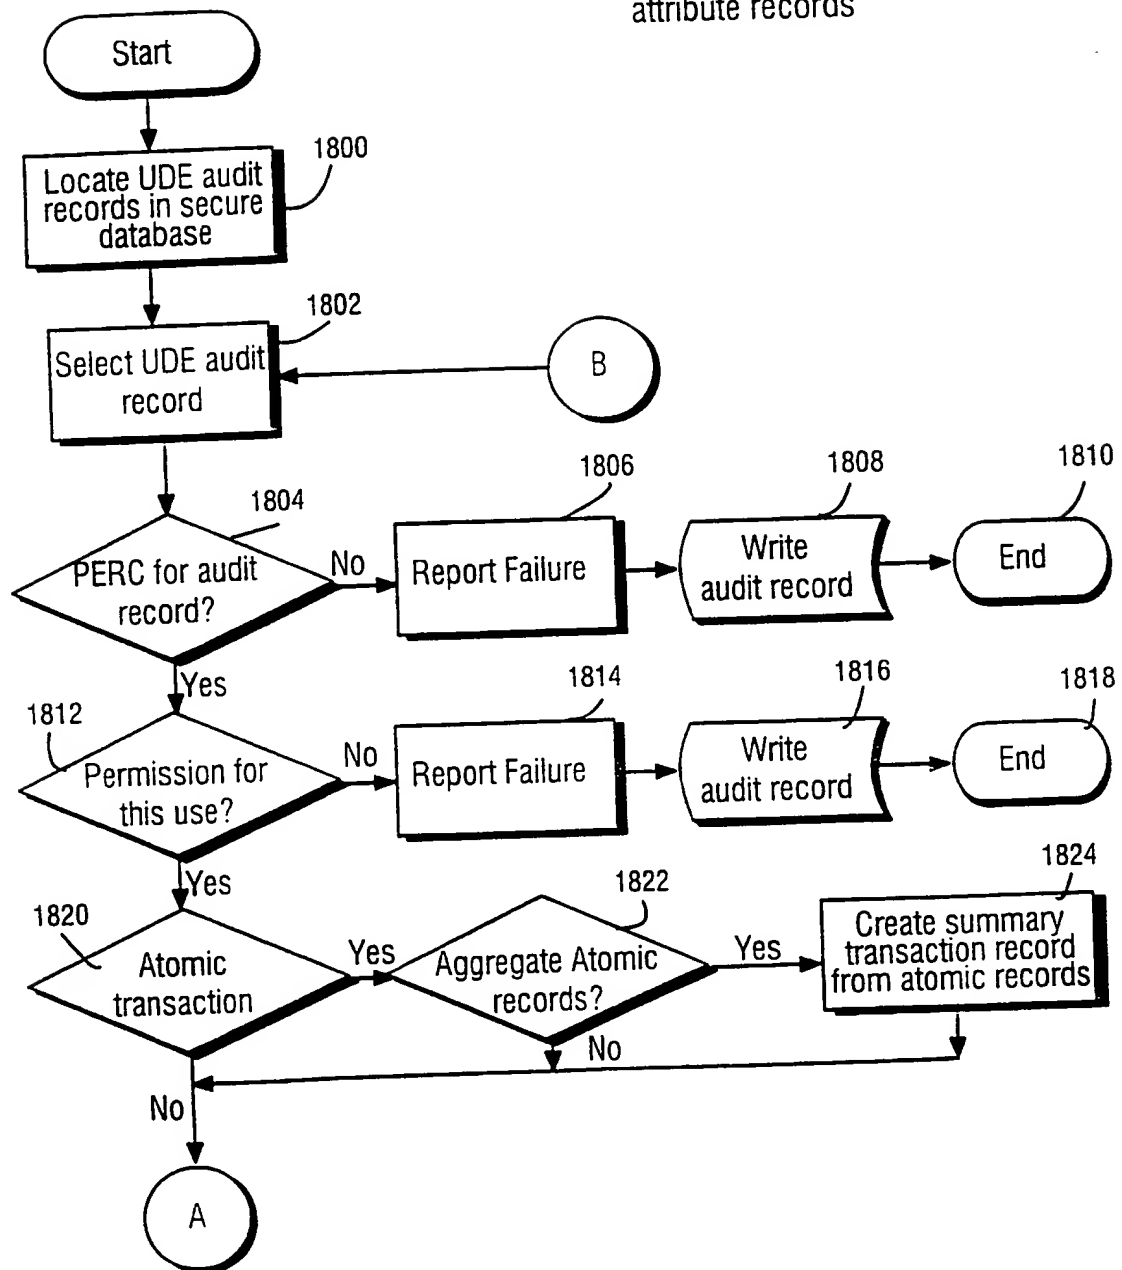 attribute records
Start
1800
Locate UDE audit
records in secure
database
1802
Select UDE audit
record
B
1804
PERC for audit
record?
No
1806
Report Failure
1808
Write
audit record
1810
End
Yes
1812
Permission for
this use?
No
1814
Report Failure
1816
Write
audit record
1818
End
Yes
1820
Atomic
transaction
Yes
1822
Aggregate Atomic
records?
Yes
1824
Create summary
transaction record
from atomic records
No
No
A